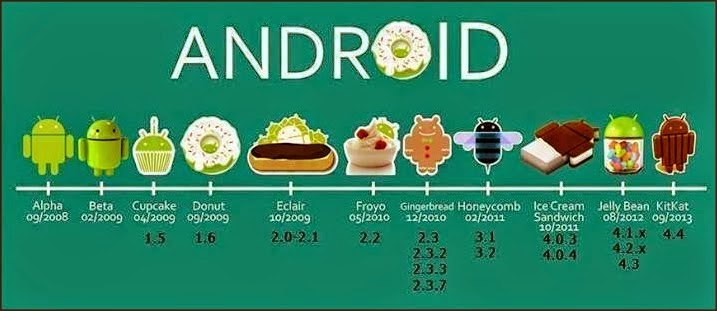 ANDROID
Alpha
09/2008
Beta
02/2009
Cupcake
04/2009
1.5
Donut
09/2009
1.6
Eclair
10/2009
2.0-2.1
Froyo
05/2010
2.2
Gingerbread
12/2010
2.3
2.3.2
2.3.3
2.3.7
Honeycomb
02/2011
3.1
3.2
Ice Cream
Sandwich
10/2011
4.0.3
4.0.4
Jelly Bean
08/2012
4.1.x
4.2.x
4.3
KitKat
09/2013
4.4